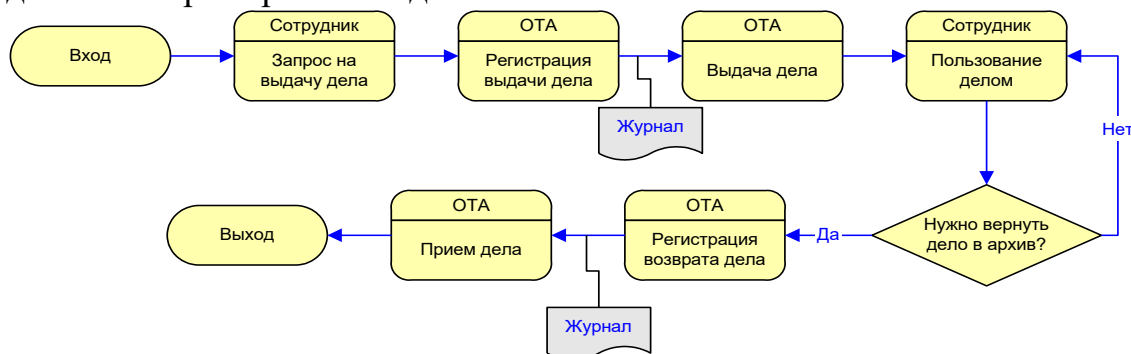 Вход
Сотрудник
Запрос на
выдачу дела
ОТА
Регистрация
выдачи дела
Журнал
ОТА
Выдача дела
Сотрудник
Пользование
делом
Нет
Нужно вернуть
дело в архив?
Да
ОТА
Регистрация
возврата дела
Журнал
ОТА
Прием дела
Выход